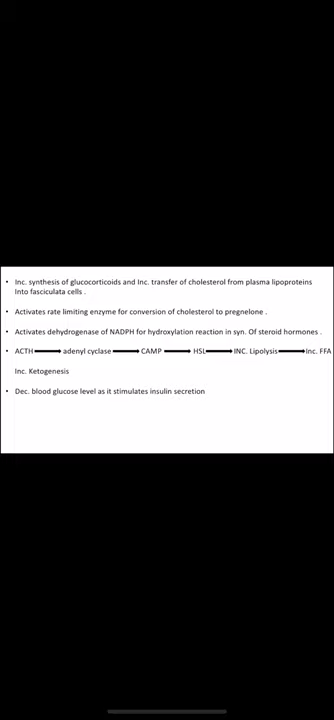 • Inc. synthesis of glucocorticoids and Inc. transfer of cholesterol from plasma lipoproteins
Into fasciculata cells .
• Activates rate limiting enzyme for conversion of cholesterol to pregnelone .
• Activates dehydrogenase of NADPH for hydroxylation reaction in syn. Of steroid hormones .
• ACTH → adenyl cyclase → CAMP → HSL → INC. Lipolysis → Inc. FFA
Inc. Ketogenesis
• Dec. blood glucose level as it stimulates insulin secretion